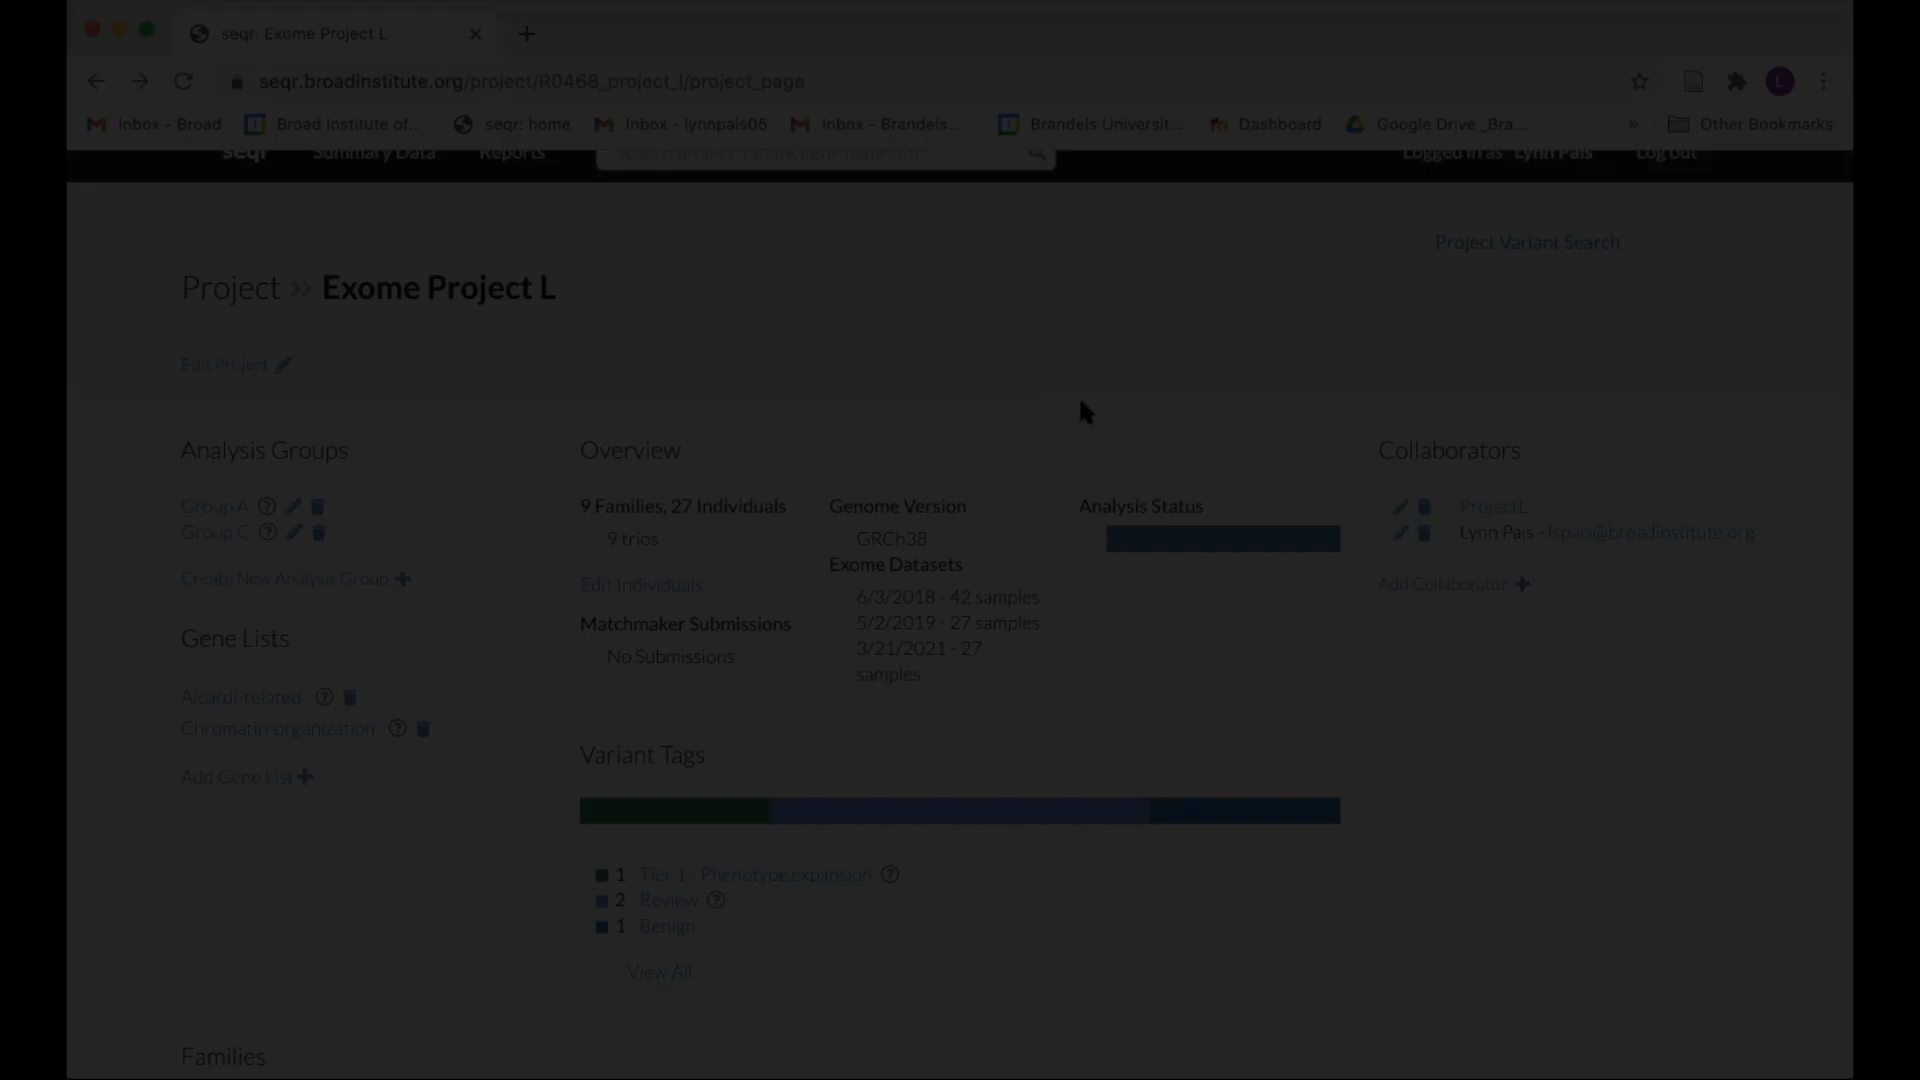 seqr: Exome Project L
seqr.broadinstitute.org/project/R0468_project_l/project_page
L
Inbox - Broad
Broad Institute of...
seqr: home
Inbox - lynnpais05
Inbox - Brandeis...
Brandeis Universit...
Dashboard
Google Drive _Bra...
»
Other Bookmarks
seqr
Summary Data
Reports
Search project, family, gene name, etc.
Logged in as Lynn Pais
Log out
Project Variant Search
Project » Exome Project L
Edit Project
Analysis Groups
Group A
Group C
Create New Analysis Group
Gene Lists
Aicardi-related
Chromatin-organization
Add Gene List
Overview
9 Families, 27 Individuals
9 trios
Edit Individuals
Matchmaker Submissions
No Submissions
Genome Version
GRCh38
Exome Datasets
6/3/2018 - 42 samples
5/2/2019 - 27 samples
3/21/2021 - 27
samples
Analysis Status
Variant Tags
1 Tier 1 - Phenotype expansion
2 Review
1 Benign
View All
Collaborators
ProjectL
Lynn Pais - lspais@broadinstitute.org
Add Collaborator
Families